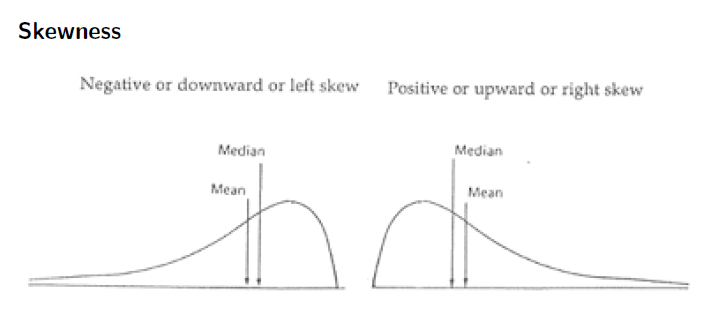 Skewness
Negative or downward or left skew
Positive or upward or right skew
Median
Mean
Median
Mean